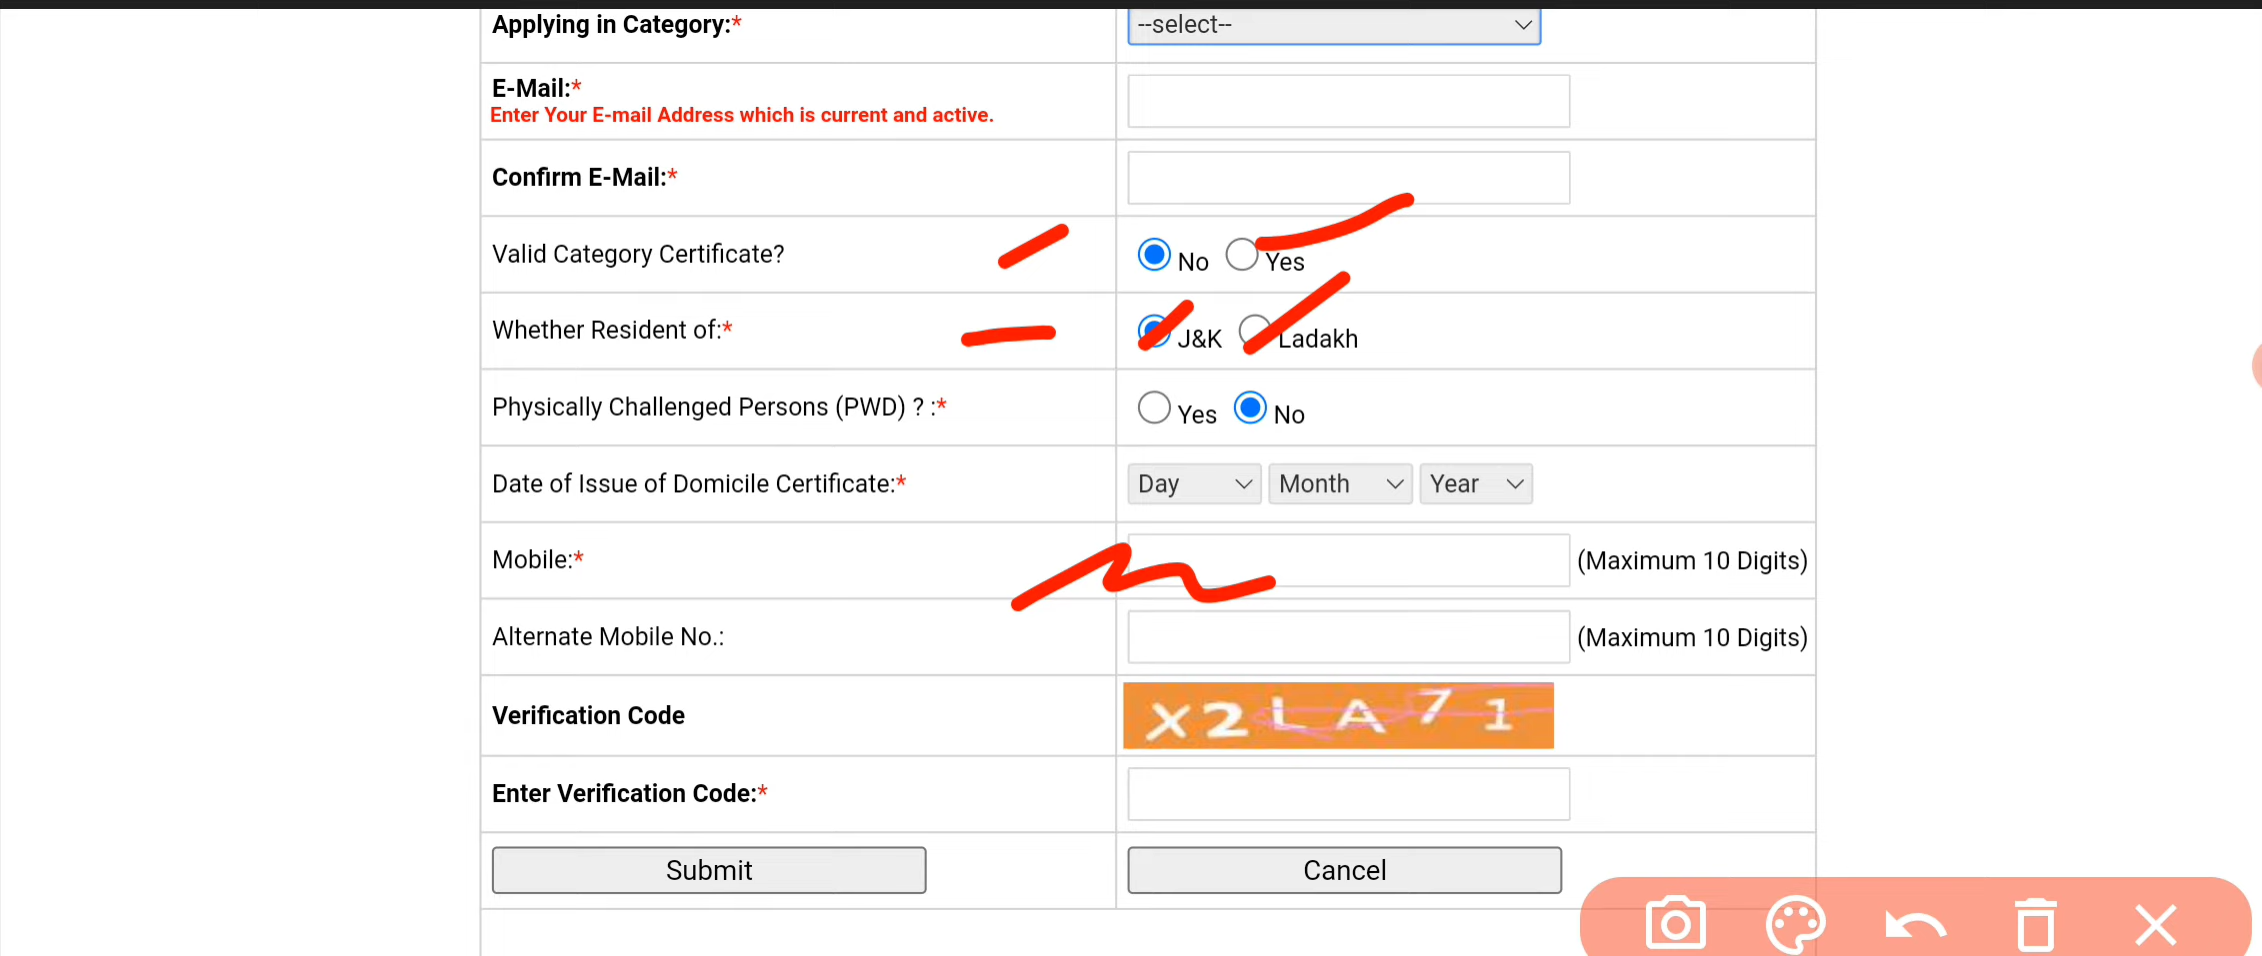 Applying in Category:* --select--
E-Mail:*
Enter Your E-mail Address which is current and active.
Confirm E-Mail:*
Valid Category Certificate? No Yes
Whether Resident of:* J&K Ladakh
Physically Challenged Persons (PWD) ? :* Yes No
Date of Issue of Domicile Certificate:* Day Month Year
Mobile:* (Maximum 10 Digits)
Alternate Mobile No.: (Maximum 10 Digits)
Verification Code X2LA71
Enter Verification Code:*
Submit Cancel